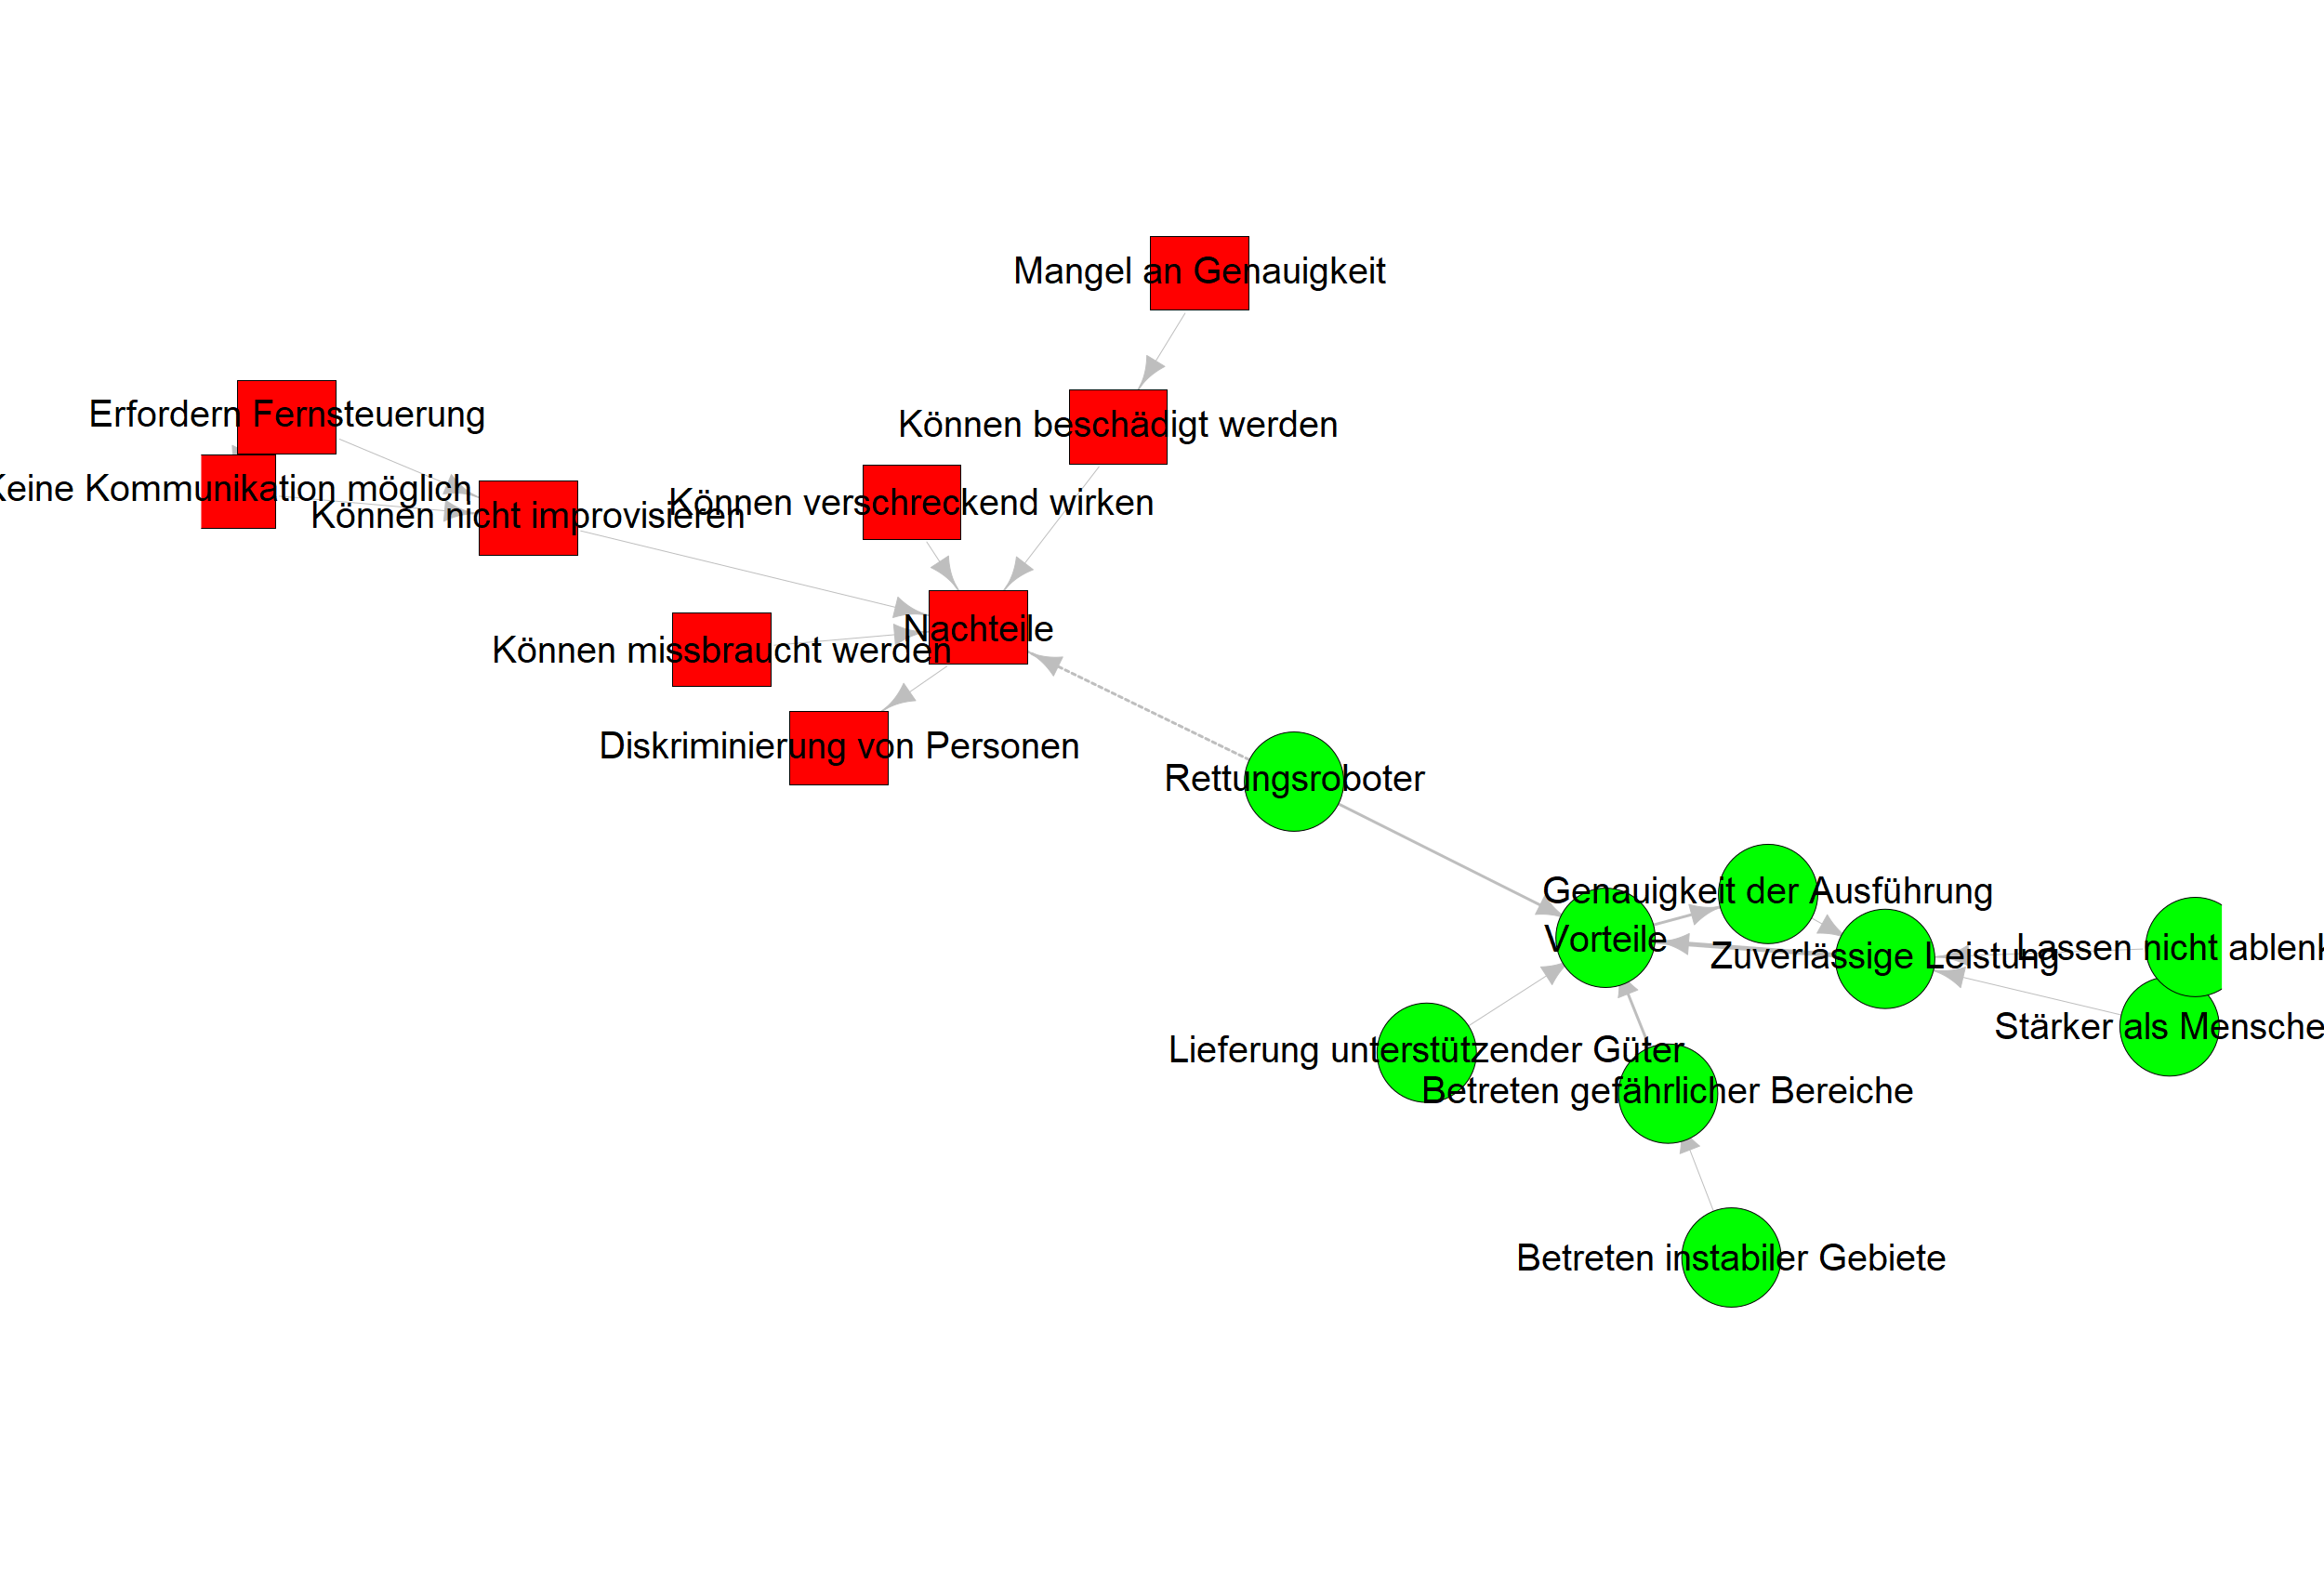 Mangel an Genauigkeit
Erfordern Fernsteuerung
Können beschädigt werden
Keine Kommunikation möglich
Können verschreckend wirken
Können nicht improvisieren
Nachteile
Können missbraucht werden
Diskriminierung von Personen
Rettungsroboter
Genauigkeit der Ausführung
Vorteile
Lassen nicht ablenk
Zuverlässige Leistung
Stärker als Mensche
Lieferung unterstützender Güter
Betreten gefährlicher Bereiche
Betreten instabiler Gebiete